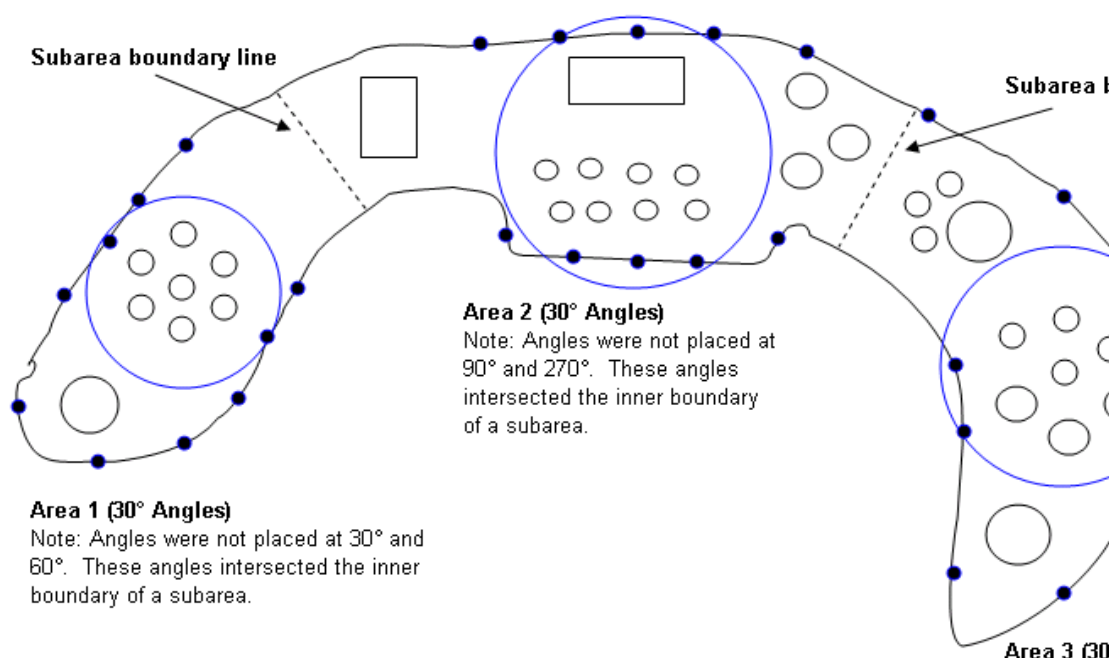 Subarea boundary line
Subarea b
Area 2 (30° Angles)
Note: Angles were not placed at
90° and 270°. These angles
intersected the inner boundary
of a subarea.
Area 1 (30° Angles)
Note: Angles were not placed at 30° and
60°. These angles intersected the inner
boundary of a subarea.
Area 3 (30